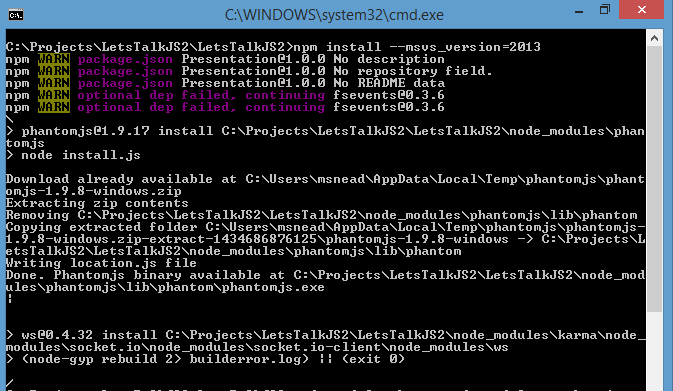 C:\WINDOWS\system32\cmd.exe
C:\Projects\LetsTalkJS2\LetsTalkJS2>npm install --msvs_version=2013
npm WARN package.json Presentation@1.0.0 No description
npm WARN package.json Presentation@1.0.0 No repository field.
npm WARN package.json Presentation@1.0.0 No README data
npm WARN optional dep failed, continuing fsevents@0.3.6
npm WARN optional dep failed, continuing fsevents@0.3.6
\
> phantomjs@1.9.17 install C:\Projects\LetsTalkJS2\LetsTalkJS2\node_modules\phan
tomjs
> node install.js
Download already available at C:\Users\msnead\AppData\Local\Temp\phantomjs\phant
omjs-1.9.8-windows.zip
Extracting zip contents
Removing C:\Projects\LetsTalkJS2\LetsTalkJS2\node_modules\phantomjs\lib\phantom
Copying extracted folder C:\Users\msnead\AppData\Local\Temp\phantomjs\phantomjs-
1.9.8-windows.zip-extract-1434686876125\phantomjs-1.9.8-windows -> C:\Projects\L
etsTalkJS2\LetsTalkJS2\node_modules\phantomjs\lib\phantom
Writing location.js file
Done. Phantomjs binary available at C:\Projects\LetsTalkJS2\LetsTalkJS2\node_mod
ules\phantomjs\lib\phantom\phantomjs.exe
¦
> ws@0.4.32 install C:\Projects\LetsTalkJS2\LetsTalkJS2\node_modules\karma\node_
modules\socket.io\node_modules\socket.io-client\node_modules\ws
> (node-gyp rebuild 2> builderror.log) || (exit 0)
/